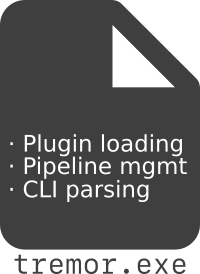 · Plugin loading
· Pipeline mgmt
· CLI parsing
tremor.exe